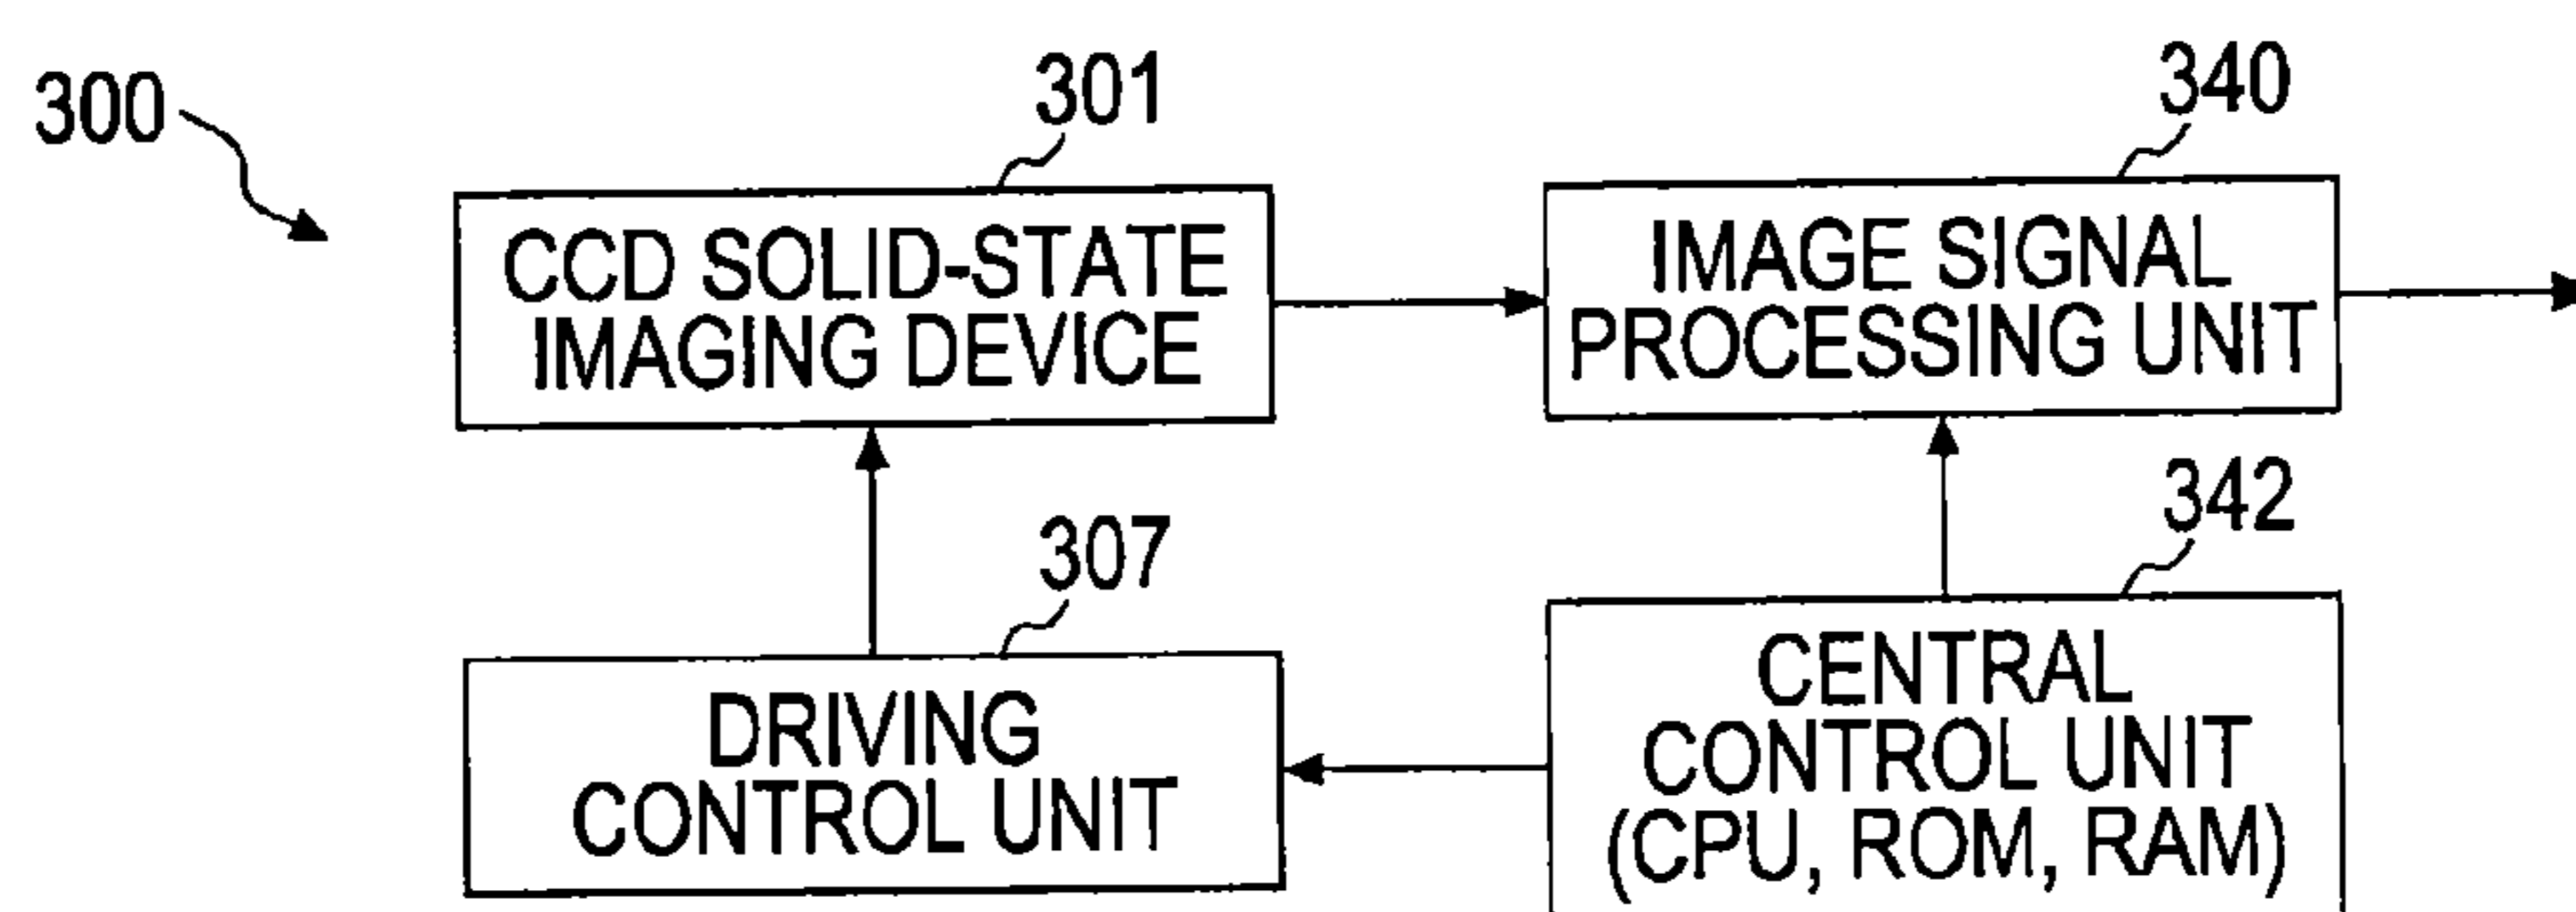 300
301
CCD SOLID-STATE
IMAGING DEVICE
340
IMAGE SIGNAL
PROCESSING UNIT
307
DRIVING
CONTROL UNIT
342
CENTRAL
CONTROL UNIT
(CPU, ROM, RAM)